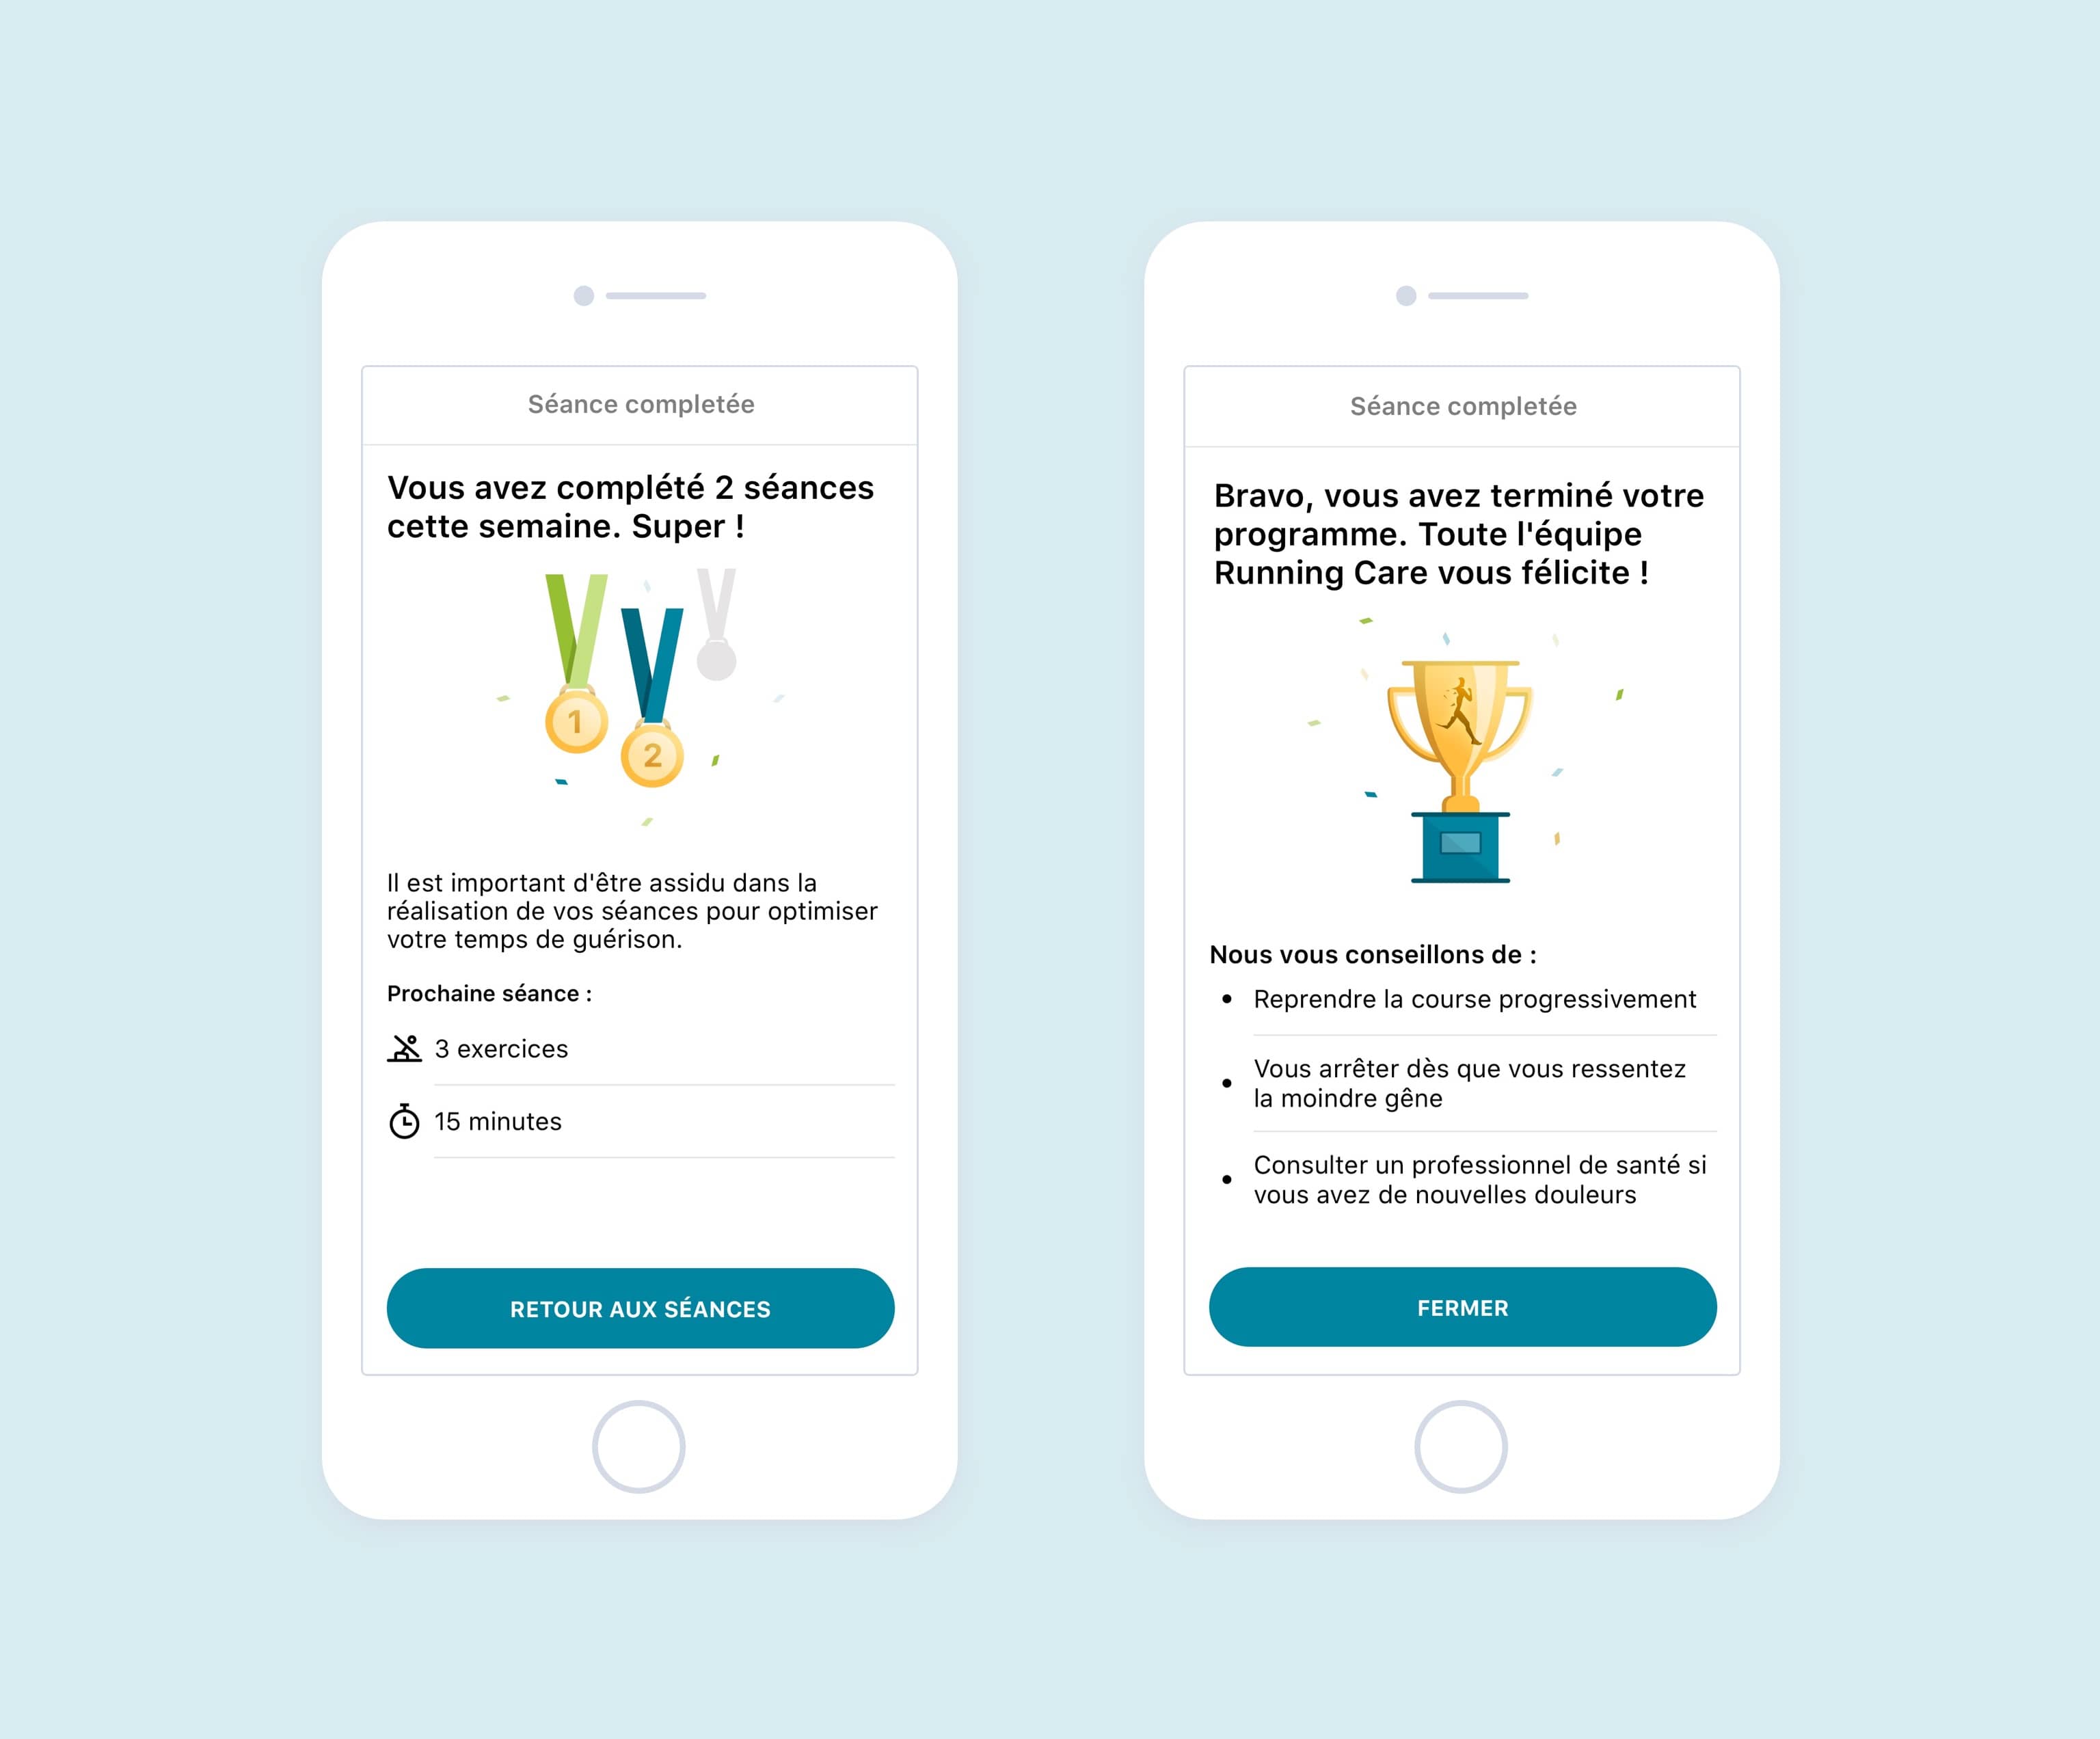 Séance completée
Vous avez complété 2 séances
cette semaine. Super !
1
2
Il est important d'être assidu dans la
réalisation de vos séances pour optimiser
votre temps de guérison.
Prochaine séance :
3 exercices
15 minutes
RETOUR AUX SÉANCES
Séance completée
Bravo, vous avez terminé votre
programme. Toute l'équipe
Running Care vous félicite !
Nous vous conseillons de :
Reprendre la course progressivement
Vous arrêter dès que vous ressentez
la moindre gêne
Consulter un professionnel de santé si
vous avez de nouvelles douleurs
FERMER